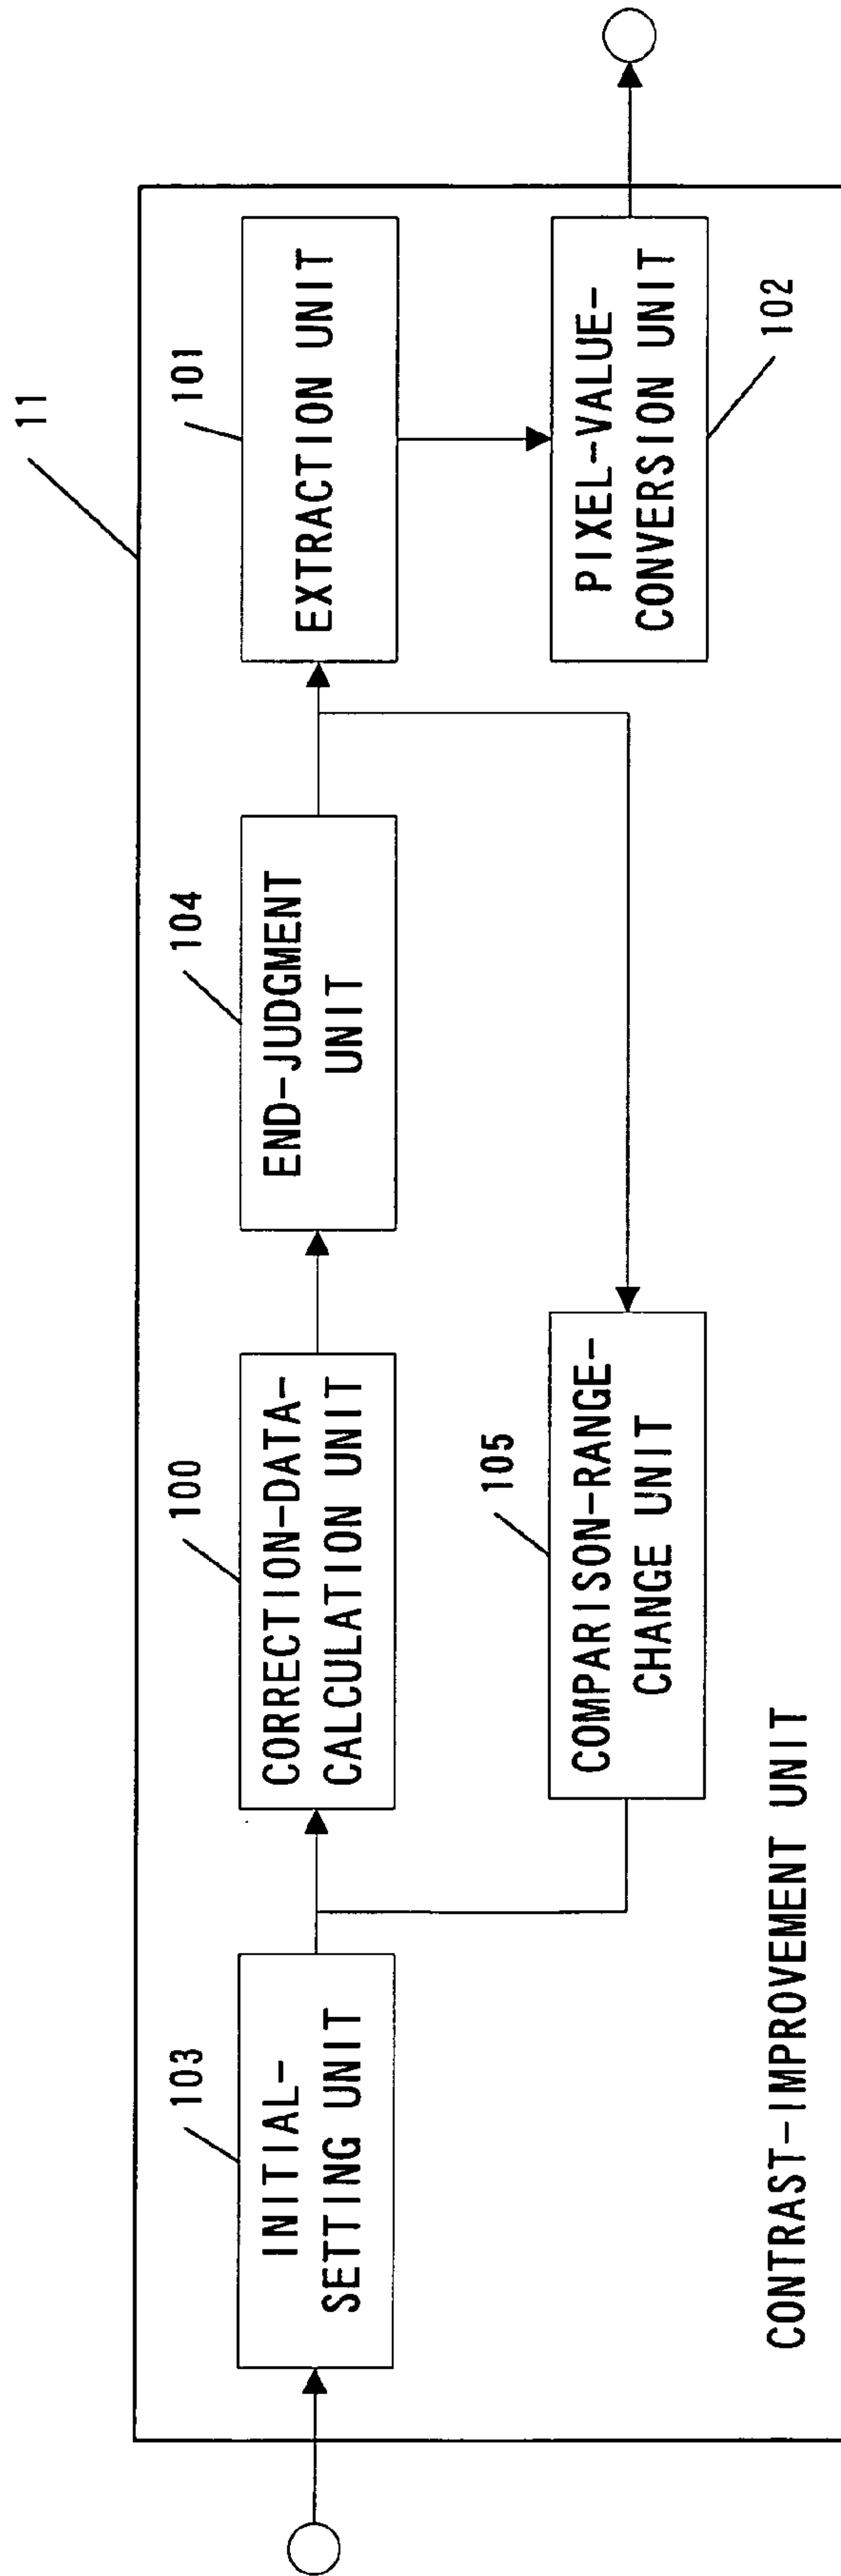 11
103
INITIAL-
SETTING UNIT
100
CORRECTION-DATA-
CALCULATION UNIT
104
END-JUDGMENT
UNIT
101
EXTRACTION UNIT
105
COMPARISON-RANGE-
CHANGE UNIT
PIXEL-VALUE-
CONVERSION UNIT
102
CONTRAST-IMPROVEMENT UNIT